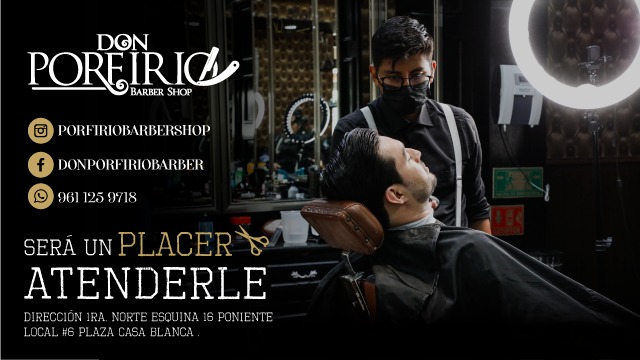 DON
PORFIRIO
BARBER SHOP
PORFIRIOBARBERSHOP
DONPORFIRIOBARBER
961 125 9718
SERÁ UN PLACER
ATENDERLE
DIRECCIÓN 1RA. NORTE ESQUINA 16 PONIENTE
LOCAL #6 PLAZA CASA BLANCA .